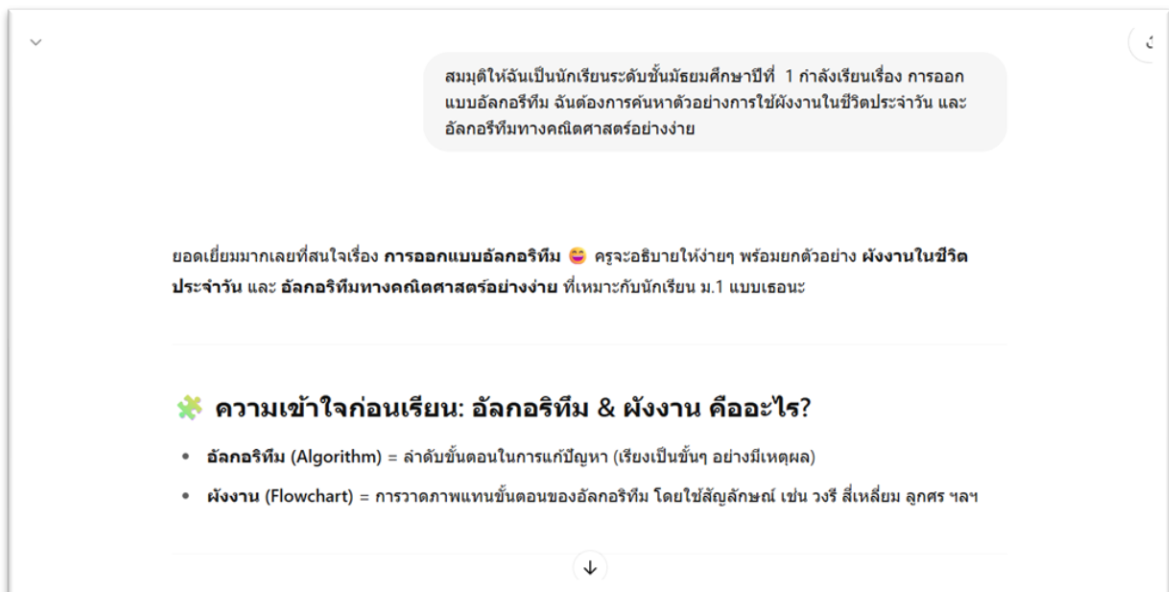 สมมุติให้ฉันเป็นนักเรียนระดับชั้นมัธยมศึกษาปีที่ 1 กำลังเรียนเรื่อง การออก
แบบอัลกอรึทึม ฉันต้องการค้นหาตัวอย่างการใช้ผังงานในชีวิตประจำวัน และ
อัลกอรึทึมทางคณิตศาสตร์อย่างง่าย
ยอดเยี่ยมมากเลยที่สนใจเรื่อง การออกแบบอัลกอริทึม 😄 ครูจะอธิบายให้ง่ายๆ พร้อมยกตัวอย่าง ผังงานในชีวิต
ประจำวัน และ อัลกอริทึมทางคณิตศาสตร์อย่างง่าย ที่เหมาะกับนักเรียน ม.1 แบบเธอนะ
🧩 ความเข้าใจก่อนเรียน: อัลกอริทึม & ผังงาน คืออะไร?
• อัลกอริทึม (Algorithm) = ลำดับขั้นตอนในการแก้ปัญหา (เรียงเป็นขั้นๆ อย่างมีเหตุผล)
• ผังงาน (Flowchart) = การวาดภาพแทนขั้นตอนของอัลกอริทึม โดยใช้สัญลักษณ์ เช่น วงรี สี่เหลี่ยม ลูกศร ฯลฯ